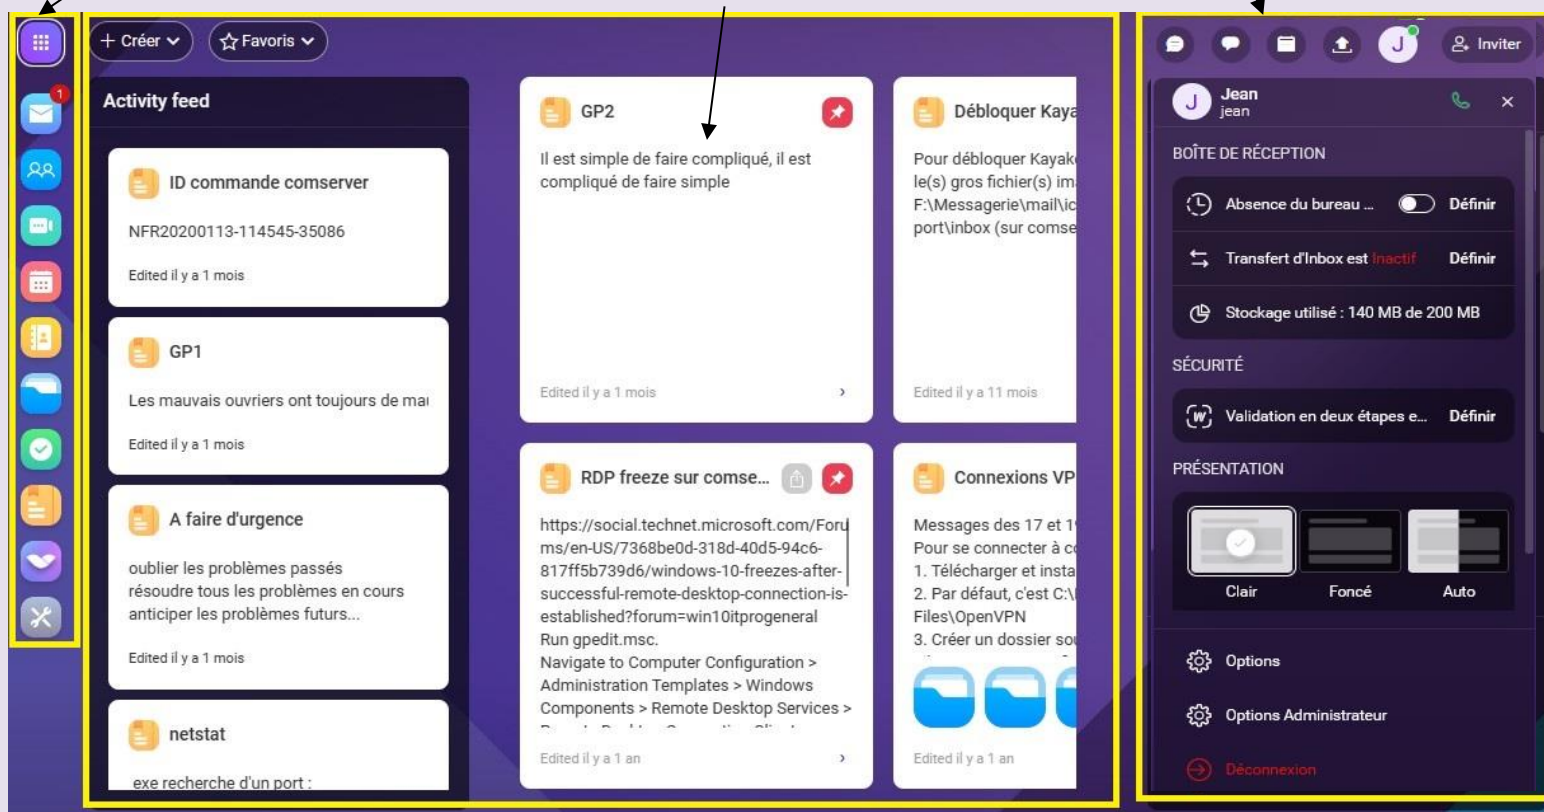 1
+ Créer
Favoris
Activity feed
ID commande comserver
NFR20200113-114545-35086
Edited il y a 1 mois
GP1
Les mauvais ouvriers ont toujours de
Edited il y a 1 mois
A faire d'urgence
oublier les problèmes passés
résoudre tous les problèmes en cours
anticiper les problèmes futurs...
Edited il y a 1 mois
netstat
exe recherche d'un port :
GP2
Il est simple de faire compliqué, il est
compliqué de faire simple
Edited il y a 1 mois
RDP freeze sur comse...
https://social.technet.microsoft.com/Foru
ms/en-US/7368be0d-318d-40d5-94c6-
817ff5b739d6/windows-10-freezes-after-
successful-remote-desktop-connection-is-
established?forum=win10itprogeneral
Run gpedit.msc.
Navigate to Computer Configuration >
Administration Templates > Windows
Components > Remote Desktop Services >
Edited il y a 1 an
Débloquer Kaya
Pour débloquer Kayak
le(s) gros fichier(s) im
F:\Messagerie\mail\ic
port\inbox (sur comse
Edited il y a 11 mois
Connexions VP
Messages des 17 et 1
Pour se connecter à c
1. Télécharger et insta
2. Par défaut, c'est C:\
Files\OpenVPN
3. Créer un dossier sou
Edited il y a 1 an
J
Inviter
J
Jean
jean
BOÎTE DE RÉCEPTION
Absence du bureau ... Définir
Transfert d'Inbox est Inactif Définir
Stockage utilisé : 140 MB de 200 MB
SÉCURITÉ
Validation en deux étapes e... Définir
PRÉSENTATION
Clair Foncé Auto
Options
Options Administrateur
Déconnexion